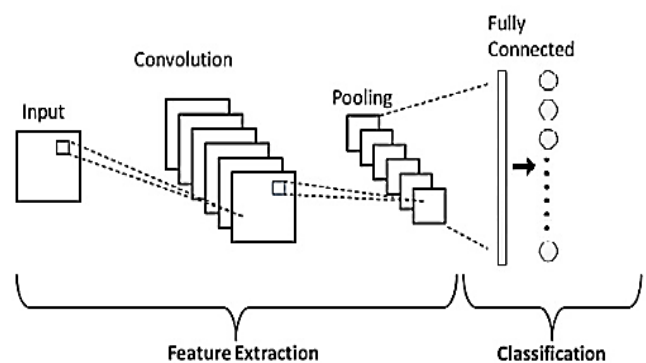 Input
Convolution
Pooling
Fully
Connected
Feature Extraction
Classification